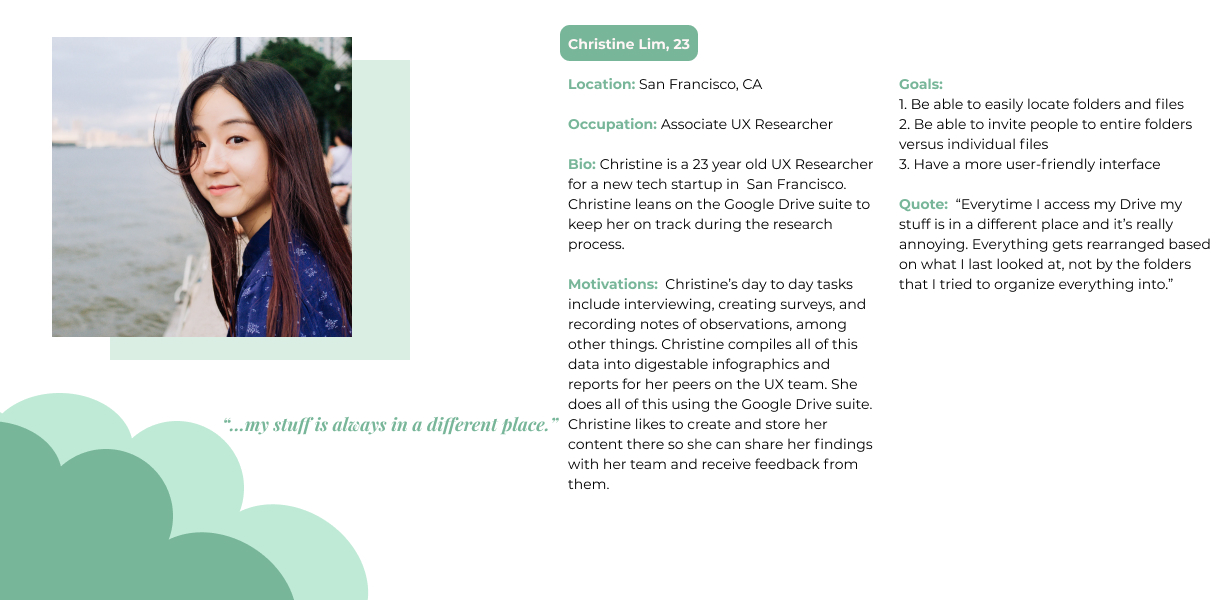 Christine Lim, 23
Location: San Francisco, CA
Occupation: Associate UX Researcher
Bio: Christine is a 23 year old UX Researcher
for a new tech startup in  San Francisco.
Christine leans on the Google Drive suite to
keep her on track during the research
process.
Motivations:  Christine’s day to day tasks
include interviewing, creating surveys, and
recording notes of observations, among
other things. Christine compiles all of this
data into digestable infographics and
reports for her peers on the UX team. She
does all of this using the Google Drive suite.
Christine likes to create and store her
content there so she can share her findings
with her team and receive feedback from
them.
Goals:
1. Be able to easily locate folders and files
2. Be able to invite people to entire folders
versus individual files
3. Have a more user-friendly interface
Quote:  “Everytime I access my Drive my
stuff is in a different place and it’s really
annoying. Everything gets rearranged based
on what I last looked at, not by the folders
that I tried to organize everything into.”
“...my stuff is always in a different place.”